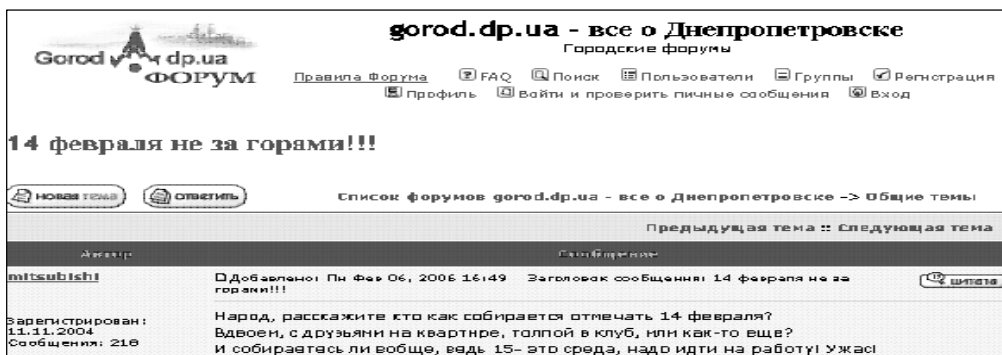 gorod.dp.ua - все о Днепропетровске
Городские форумы
Gorod dp.ua
ФОРУМ
Правила Форума FAQ Поиск Пользователи Группы Регистрация
Профиль Войти и проверить личные сообщения Вход
14 февраля не за горами!!!
новая тема ответить Список форумов gorod.dp.ua - все о Днепропетровске -> Общие темы
Предыдущая тема :: Следующая тема
Автор Сообщение
mitsubishi Добавлено: Пн Фев 06, 2006 16:49 Заголовок сообщения: 14 февраля не за горами!!! цитата
Зарегистрирован: 11.11.2004
Сообщения: 218
Народ, расскажите кто как собирается отмечать 14 февраля?
Вдвоем, с друзьями на квартире, толпой в клуб, или как-то еще?
И собираетесь ли вобще, ведь 15- это среда, надо идти на работу! Ужас!